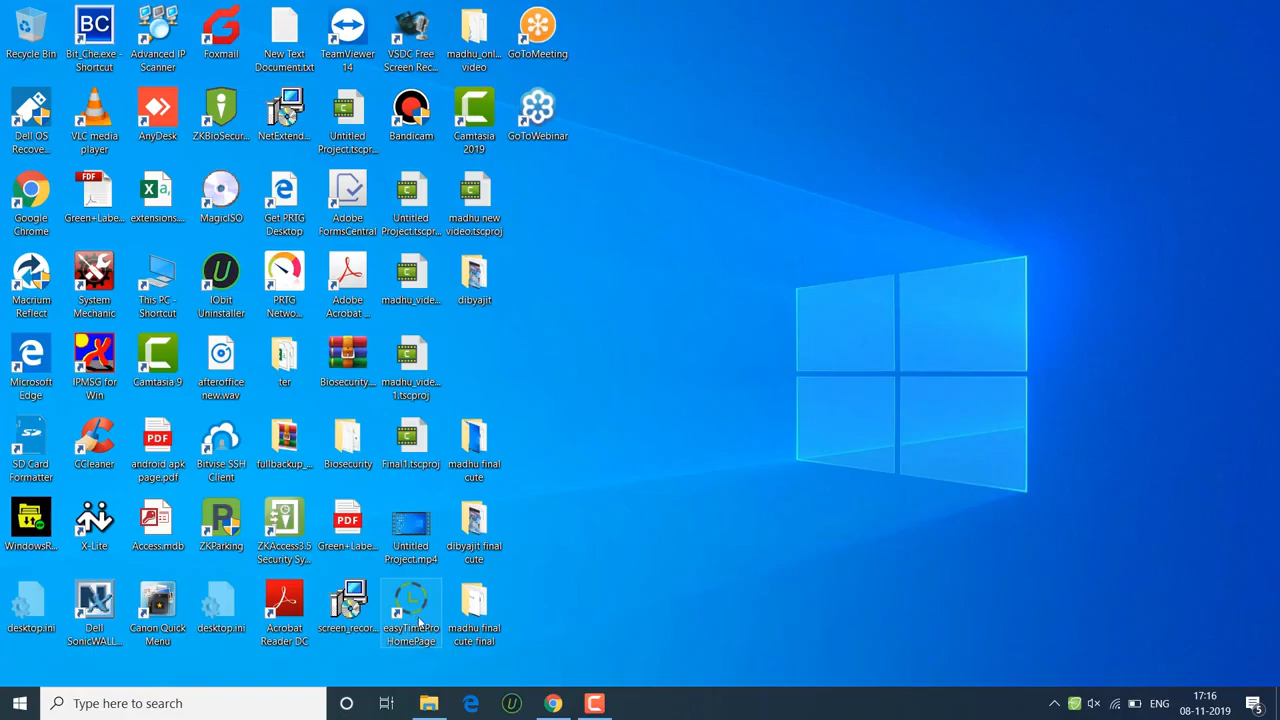 Recycle Bin
BC
Bit_Che.exe -
Shortcut
Advanced IP
Scanner
Foxmail
New Text
Document.txt
TeamViewer
14
VSDC Free
Screen Rec...
madhu_onl...
video
GoToMeeting
Dell OS
Recove...
VLC media
player
AnyDesk
ZKBioSecur...
NetExtend...
Untitled
Project.tscpr...
Bandicam
Camtasia
2019
GoToWebinar
Google
Chrome
PDF
Green+Labe...
extensions....
MagicISO
Get PRTG
Desktop
Adobe
FormsCentral
Untitled
Project.tscpr...
madhu new
video.tscproj
Macrium
Reflect
System
Mechanic
This PC -
Shortcut
IObit
Uninstaller
PRTG
Netwo...
Adobe
Acrobat ...
madhu_vide...
dibyajit
Microsoft
Edge
IPMSG for
Win
Camtasia 9
afteroffice
new.wav
ter
Biosecurity....
madhu_vide...
1.tscproj
SD Card
Formatter
CCleaner
PDF
android apk
page.pdf
Bitvise SSH
Client
fullbackup_...
Biosecurity
Final1.tscproj
madhu final
cute
WindowsR...
X-Lite
Access.mdb
ZKParking
ZKAccess3.5
Security Sy...
PDF
Green+Labe...
Untitled
Project.mp4
dibyajit final
cute
desktop.ini
Dell
SonicWALL...
Canon Quick
Menu
desktop.ini
Acrobat
Reader DC
screen_recor...
easyTimePro
HomePage
madhu final
cute final
Type here to search
ENG
17:16
08-11-2019
5